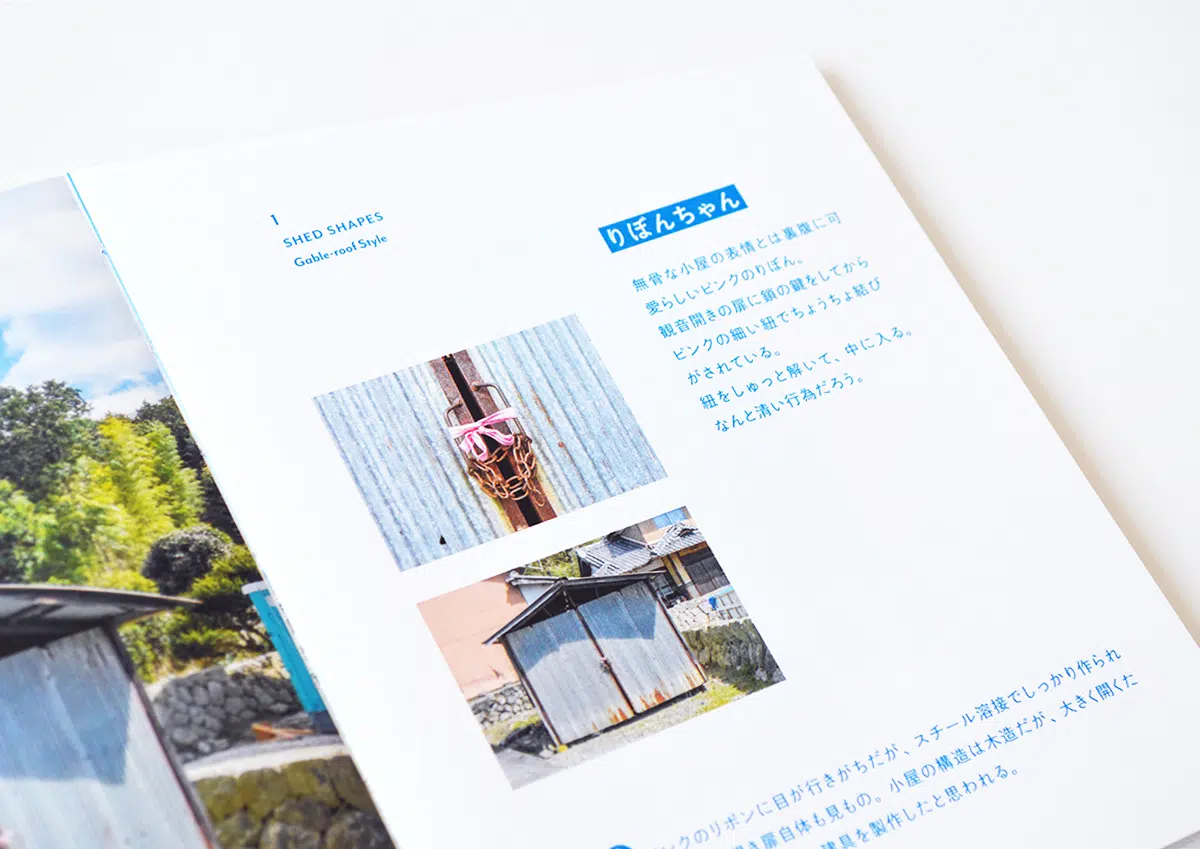 1
SHED SHAPES
Gable-roof Style
りぼんちゃん
無骨な小屋の表情とは裏腹に可
愛らしいピンクのりぼん。
観音開きの扉に鎖の鍵をしてから
ピンクの細い紐でちょうちょ結び
がされている。
紐をしゅっと解いて、中に入る。
なんと清い行為だろう。
ンクのリボンに目が行きがちだが、スチール溶接でしっかり作られ
き扉自体も見もの。小屋の構造は木造だが、大きく開くた
建具を製作したと思われる。